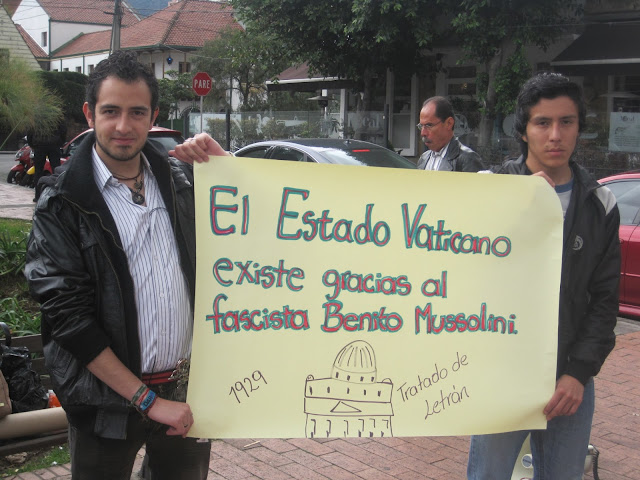 PARE
El Estado Vaticano
existe gracias al
fascista Benito Mussolini.
1929
Tratado de
Letrán